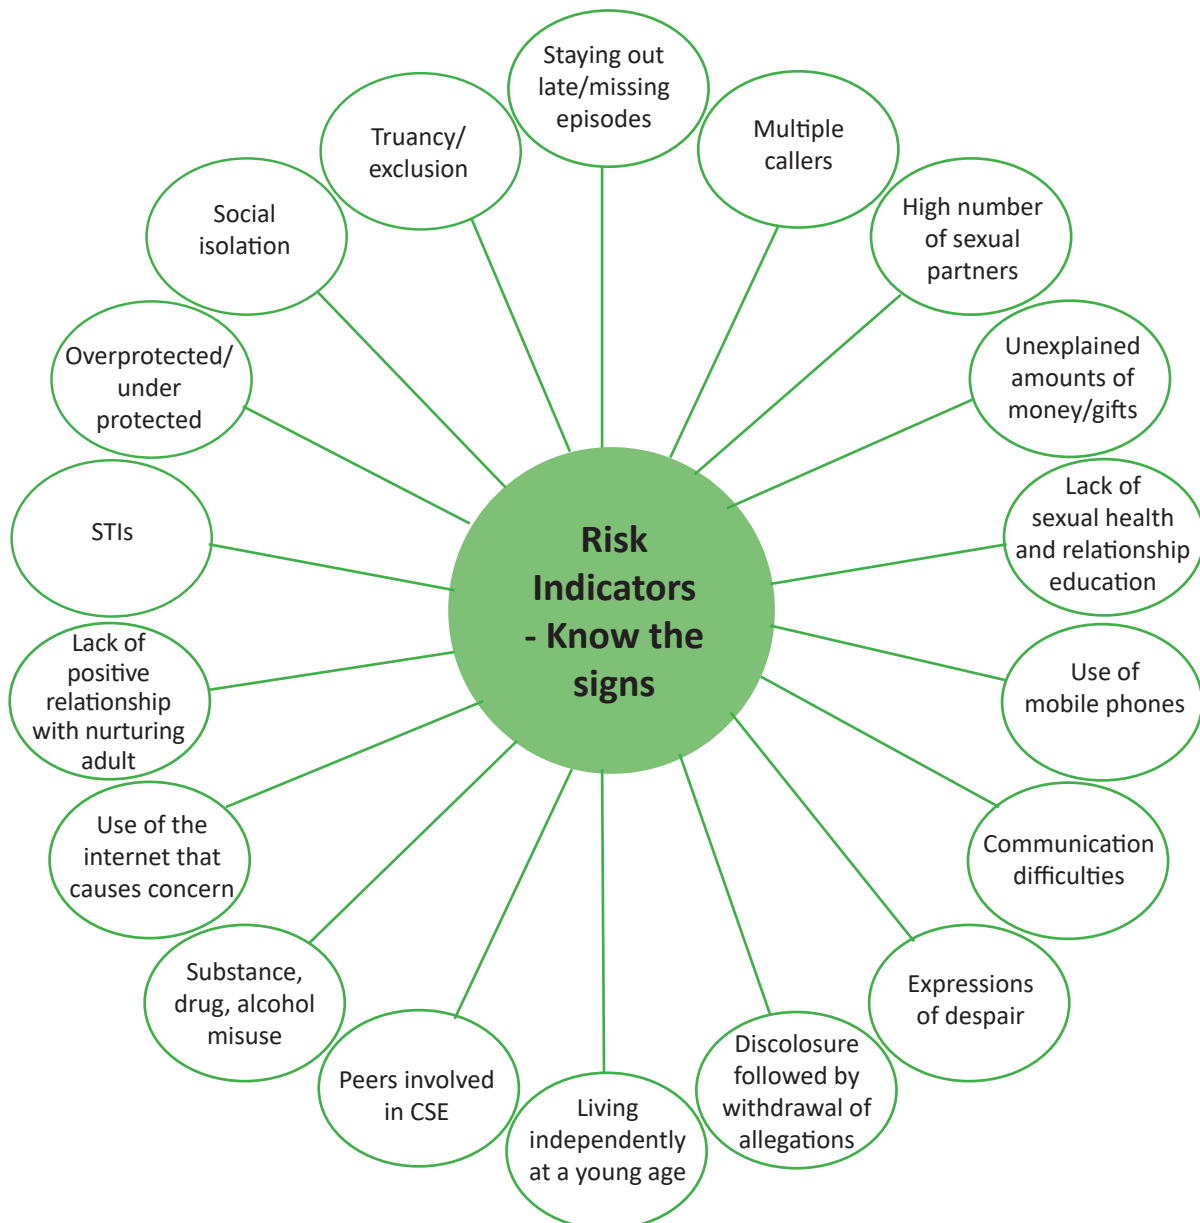 Staying out
late/missing
episodes
Multiple
callers
High number
of sexual
partners
Unexplained
amounts of
money/gifts
Lack of
sexual health
and relationship
education
Use of
mobile phones
Communication
difficulties
Expressions
of despair
Discolosure
followed by
withdrawal of
allegations
Living
independently
at a young age
Peers involved
in CSE
Substance,
drug, alcohol
misuse
Use of the
internet that
causes concern
Lack of
positive
relationship
with nurturing
adult
STIs
Overprotected/
under
protected
Social
isolation
Truancy/
exclusion
Risk
Indicators
- Know the
signs